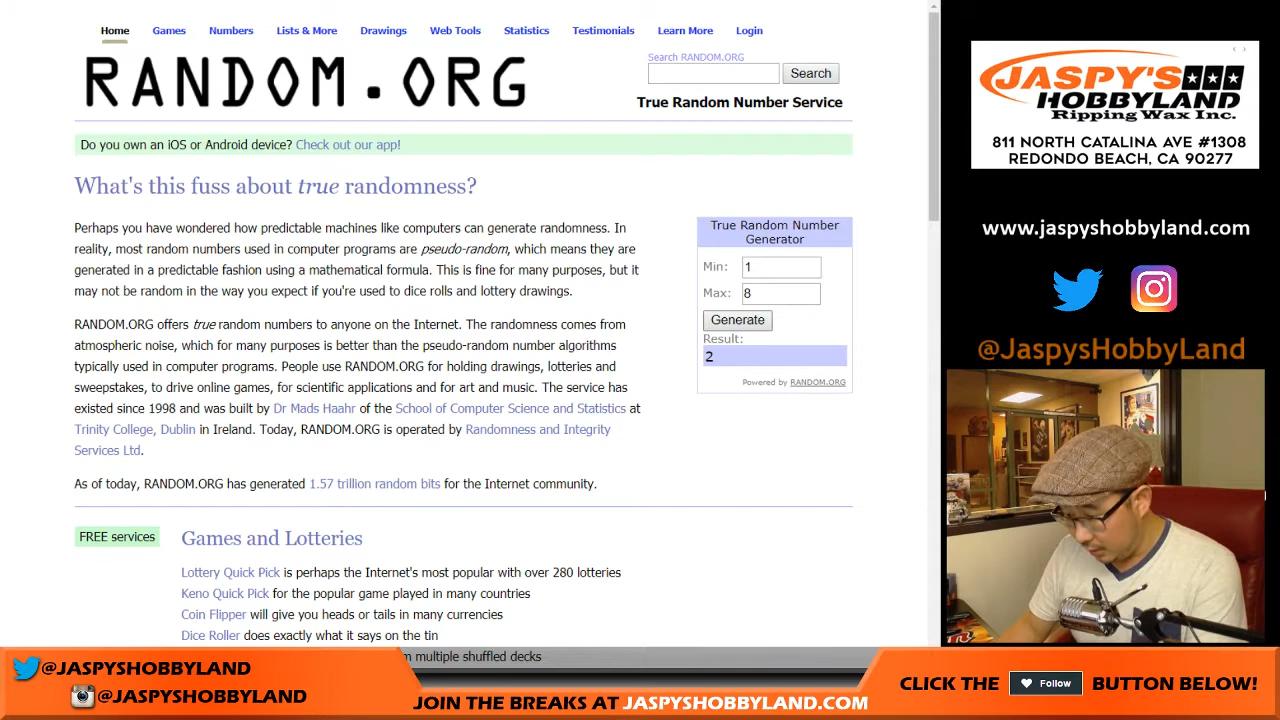 Home Games Numbers Lists & More Drawings Web Tools Statistics Testimonials Learn More Login
RANDOM.ORG
Search RANDOM.ORG
Search
True Random Number Service
Do you own an iOS or Android device? Check out our app!
What's this fuss about true randomness?
Perhaps you have wondered how predictable machines like computers can generate randomness. In
reality, most random numbers used in computer programs are pseudo-random, which means they are
generated in a predictable fashion using a mathematical formula. This is fine for many purposes, but it
may not be random in the way you expect if you're used to dice rolls and lottery drawings.
RANDOM.ORG offers true random numbers to anyone on the Internet. The randomness comes from
atmospheric noise, which for many purposes is better than the pseudo-random number algorithms
typically used in computer programs. People use RANDOM.ORG for holding drawings, lotteries and
sweepstakes, to drive online games, for scientific applications and for art and music. The service has
existed since 1998 and was built by Dr Mads Haahr of the School of Computer Science and Statistics at
Trinity College, Dublin in Ireland. Today, RANDOM.ORG is operated by Randomness and Integrity
Services Ltd.
As of today, RANDOM.ORG has generated 1.57 trillion random bits for the Internet community.
True Random Number
Generator
Min: 1
Max: 8
Generate
Result:
2
Powered by RANDOM.ORG
FREE services
Games and Lotteries
Lottery Quick Pick is perhaps the Internet's most popular with over 280 lotteries
Keno Quick Pick for the popular game played in many countries
Coin Flipper will give you heads or tails in many currencies
Dice Roller does exactly what it says on the tin
multiple shuffled decks
JASPY'S
HOBBYLAND
Ripping Wax Inc.
811 NORTH CATALINA AVE #1308
REDONDO BEACH, CA 90277
www.jaspyshobbyland.com
@JaspysHobbyLand
@JASPYSHOBBYLAND
@JASPYSHOBBYLAND
JOIN THE BREAKS AT JASPYSHOBBYLAND.COM
CLICK THE Follow BUTTON BELOW!